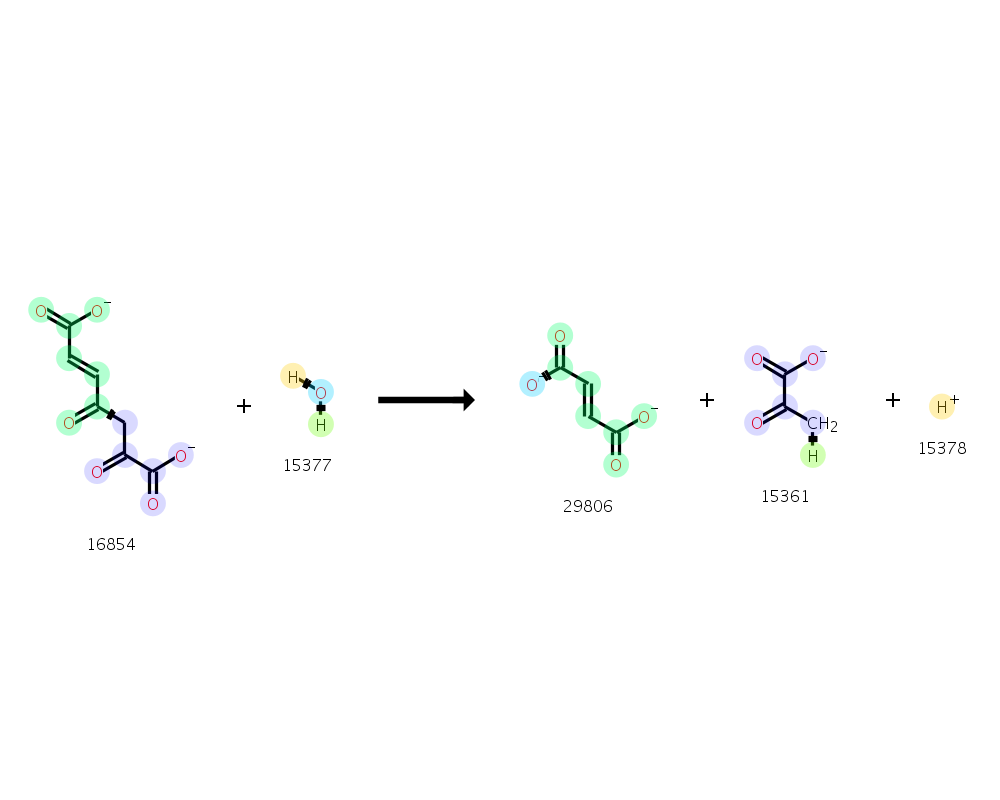 O O−
O
O O−
O
16854
+
H
O
H
15377
O
O−
O−
O
29806
+
O O−
O CH2
H
15361
+
H+
15378